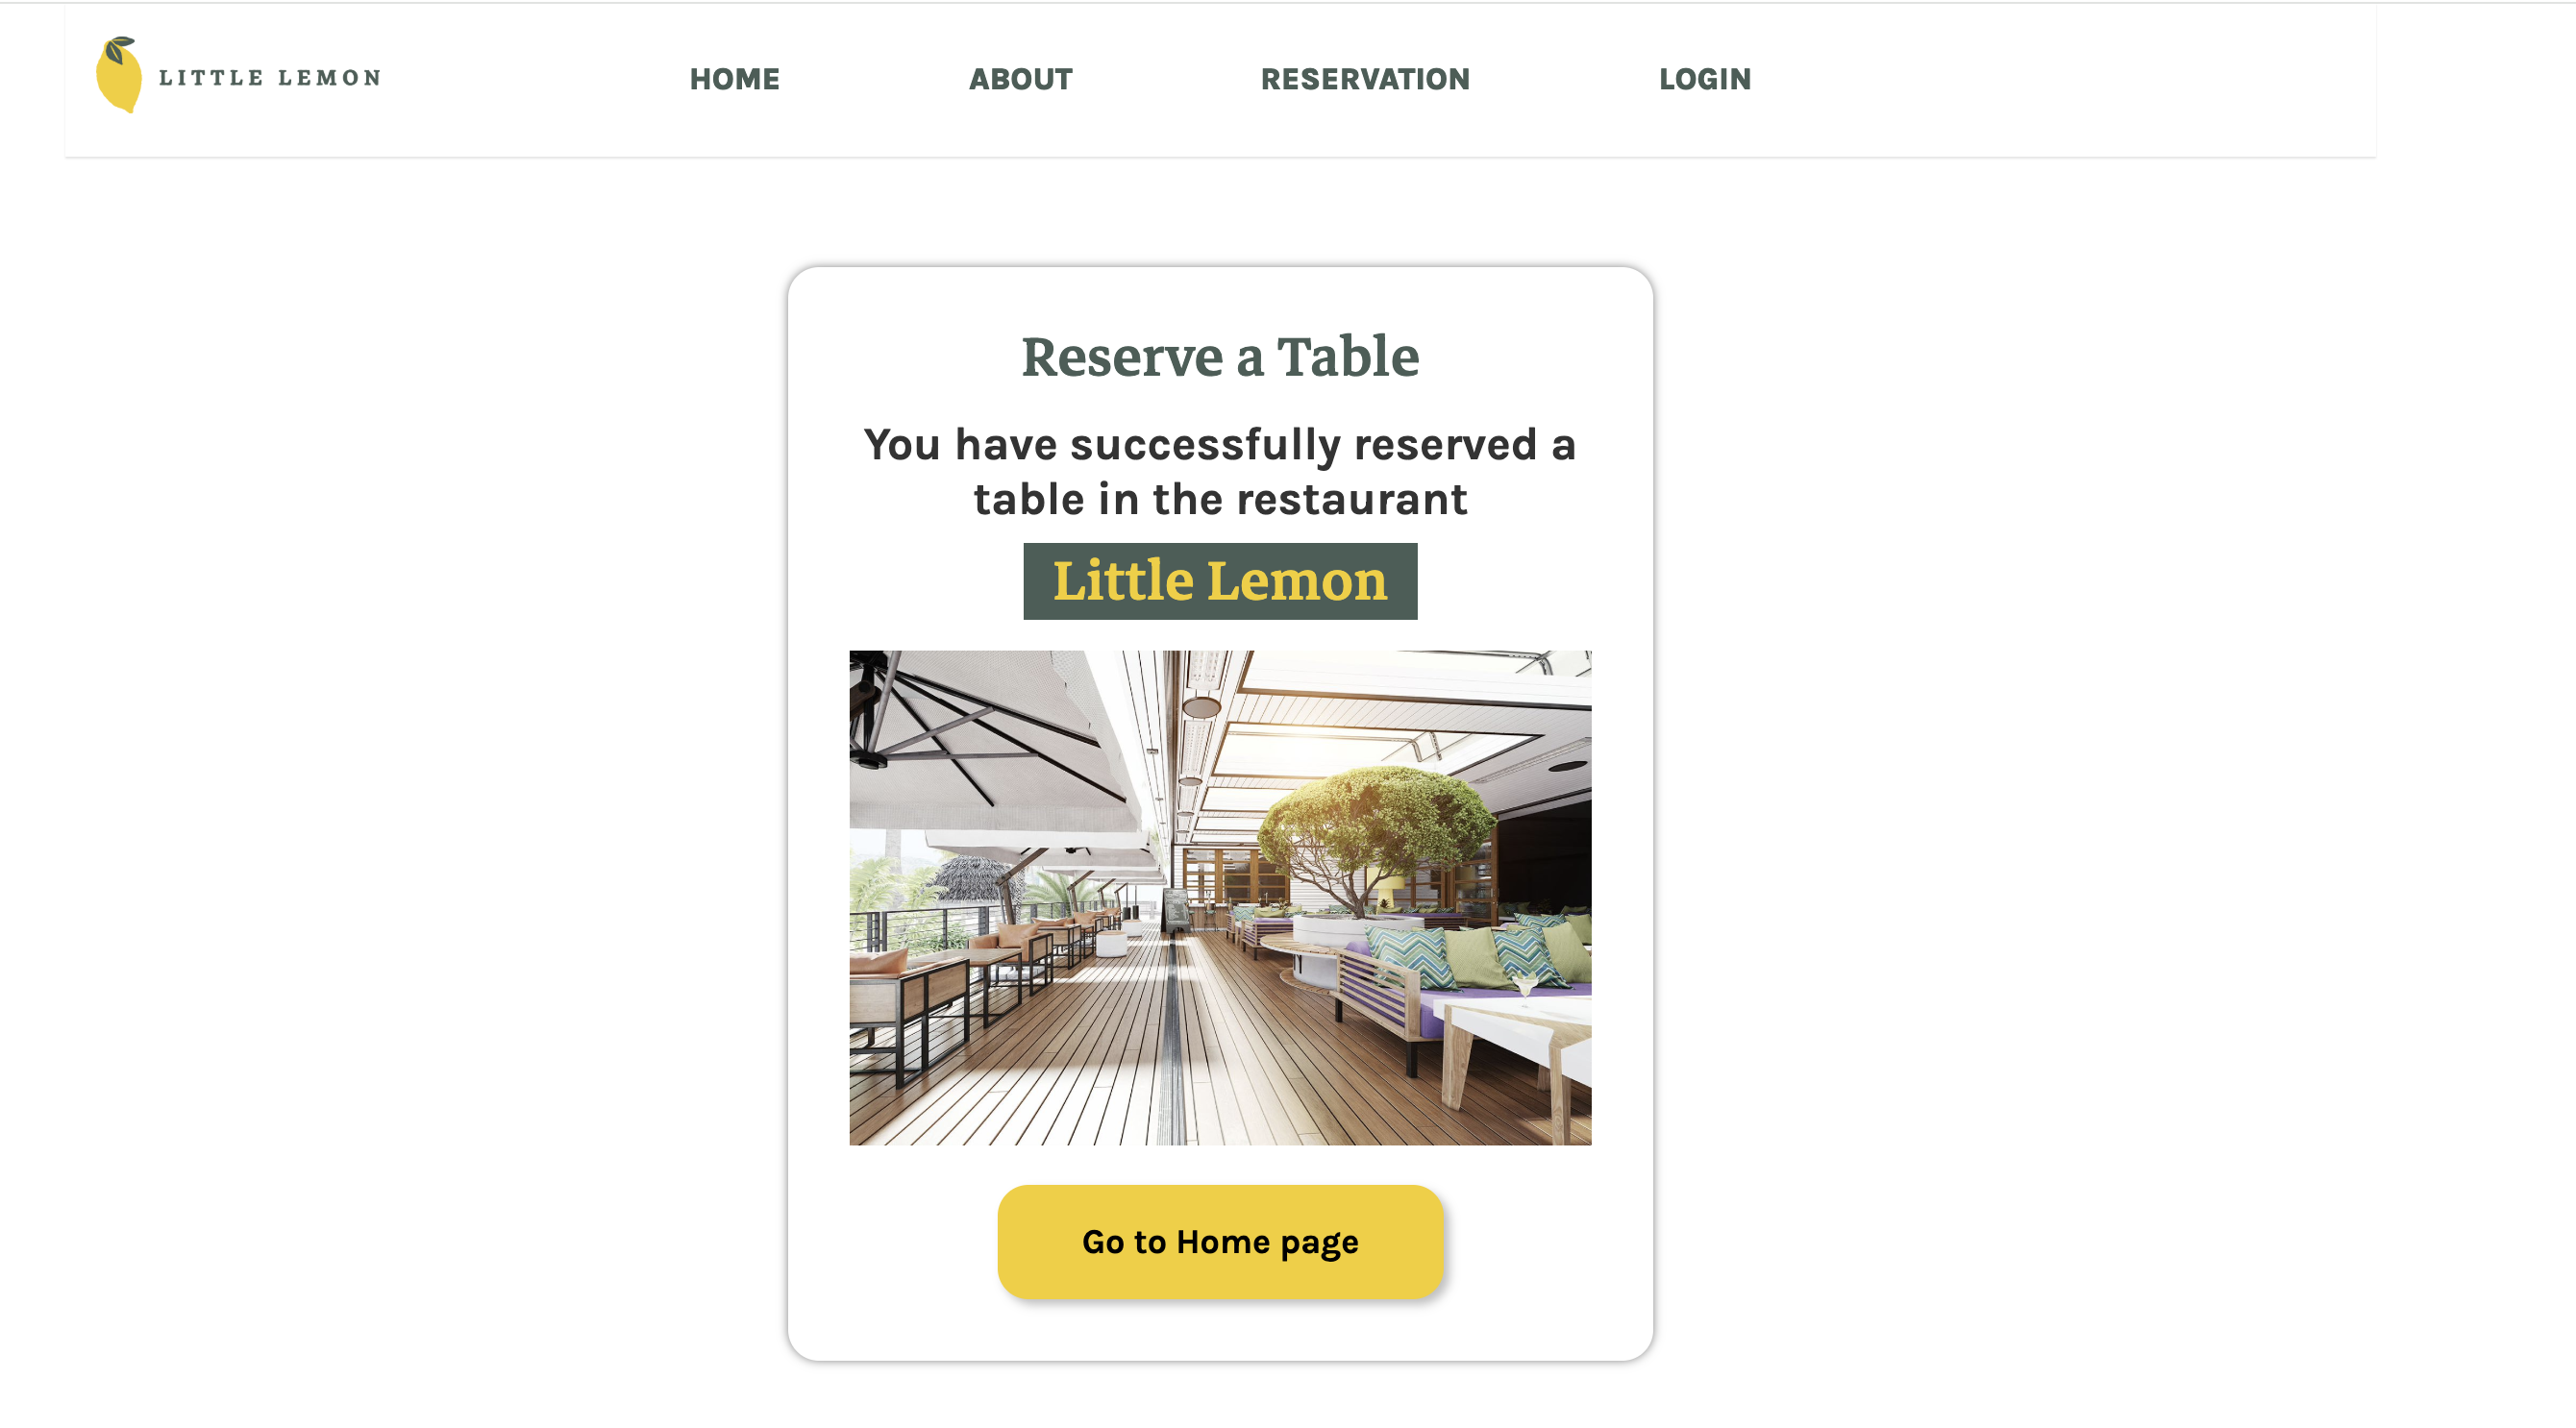 LITTLE LEMON
HOME ABOUT RESERVATION LOGIN
Reserve a Table
You have successfully reserved a
table in the restaurant
Little Lemon
Go to Home page